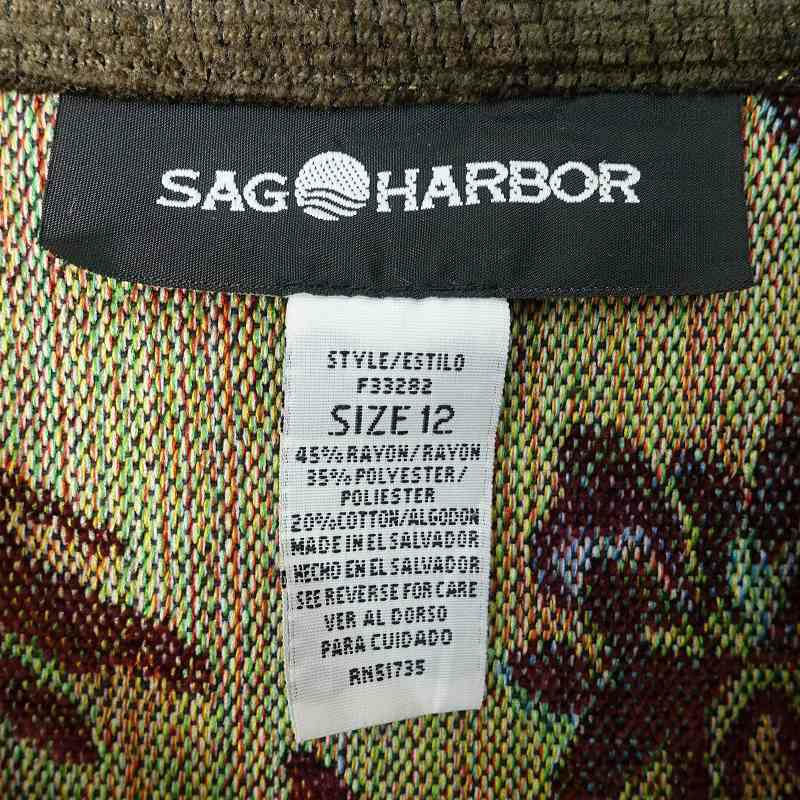 SAG HARBOR
STYLE/ESTILO
F33282
SIZE 12
45% RAYON/RAYON
35% POLYESTER/
POLIESTER
20% COTTON/ALGODON
MADE IN EL SALVADOR
HECHO EN EL SALVADOR
SEE REVERSE FOR CARE
VER AL DORSO
PARA CUIDADO
RN51735